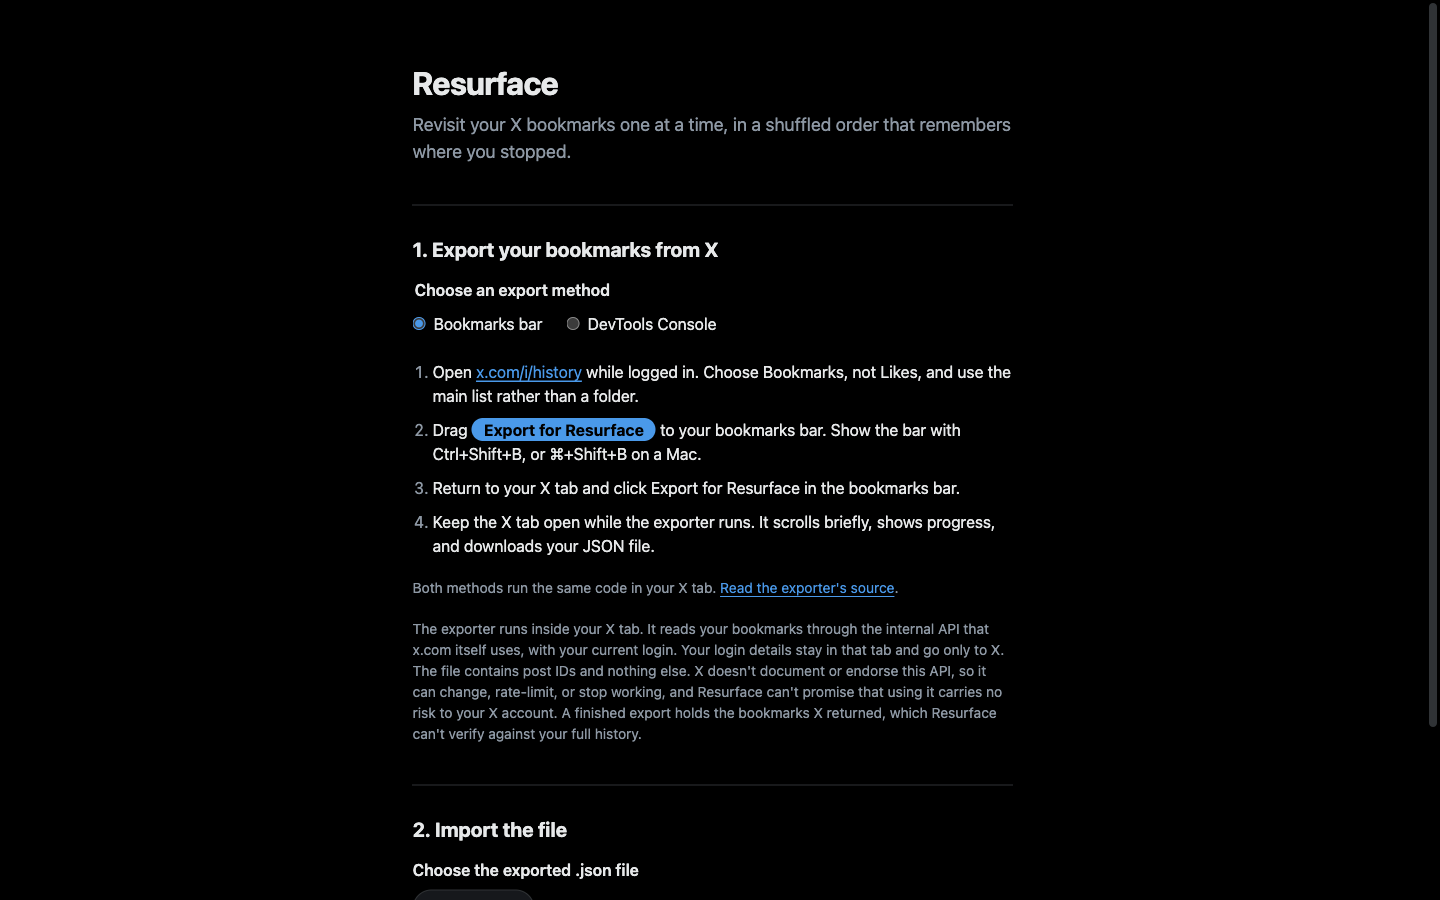 Resurface
Revisit your X bookmarks one at a time, in a shuffled order that remembers
where you stopped.
1. Export your bookmarks from X
Choose an export method
Bookmarks bar
DevTools Console
1. Open x.com/i/history while logged in. Choose Bookmarks, not Likes, and use the
main list rather than a folder.
2. Drag Export for Resurface to your bookmarks bar. Show the bar with
Ctrl+Shift+B, or ⌘+Shift+B on a Mac.
3. Return to your X tab and click Export for Resurface in the bookmarks bar.
4. Keep the X tab open while the exporter runs. It scrolls briefly, shows progress,
and downloads your JSON file.
Both methods run the same code in your X tab. Read the exporter's source.
The exporter runs inside your X tab. It reads your bookmarks through the internal API that
x.com itself uses, with your current login. Your login details stay in that tab and go only to X.
The file contains post IDs and nothing else. X doesn't document or endorse this API, so it
can change, rate-limit, or stop working, and Resurface can't promise that using it carries no
risk to your X account. A finished export holds the bookmarks X returned, which Resurface
can't verify against your full history.
2. Import the file
Choose the exported .json file